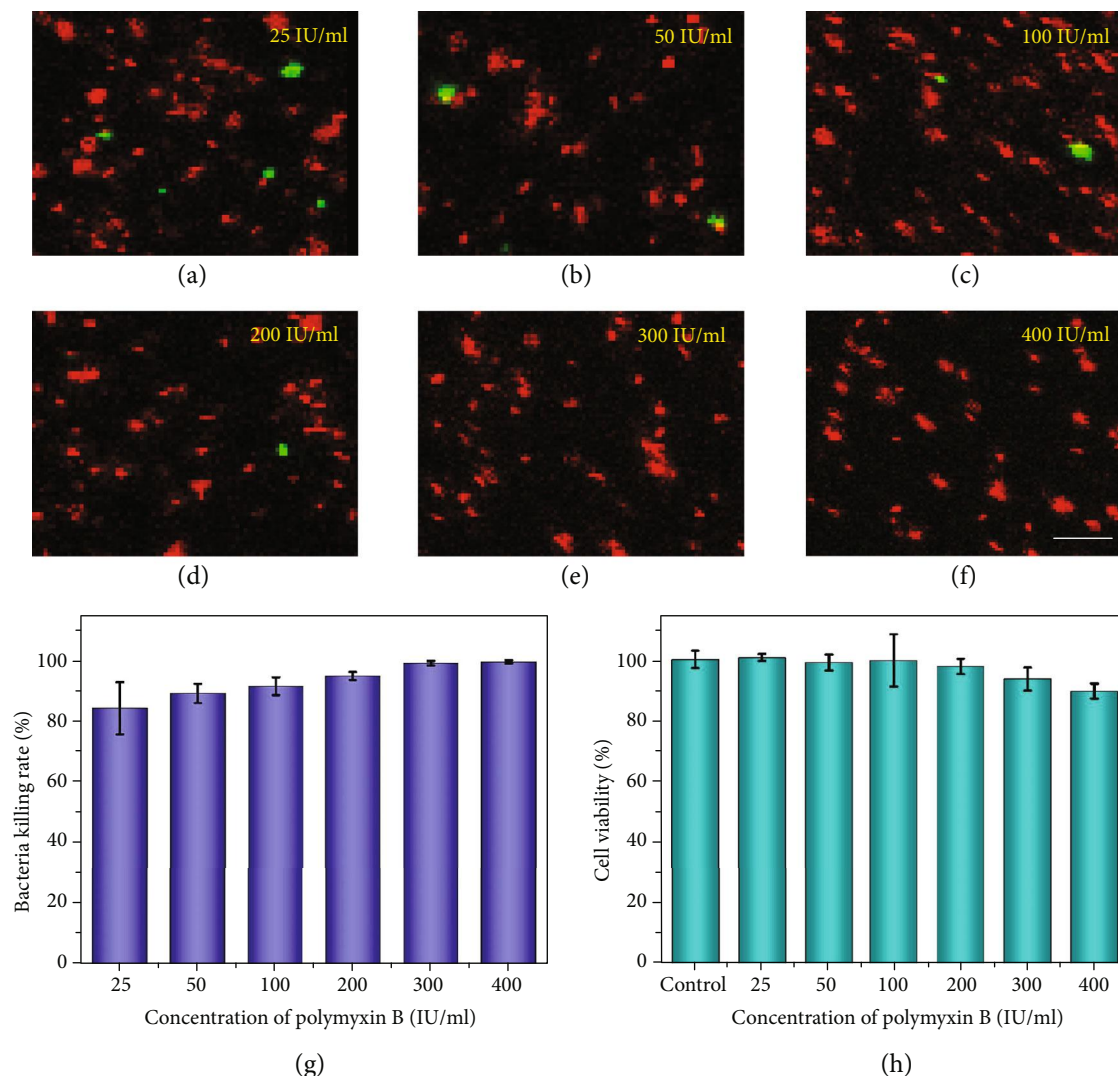 25 IU/ml
50 IU/ml
100 IU/ml
(a)
(b)
(c)
200 IU/ml
300 IU/ml
400 IU/ml
(d)
(e)
(f)
Bacteria killing rate (%)
100
80
60
40
20
0
25 50 100 200 300 400
Concentration of polymyxin B (IU/ml)
(g)
Cell viability (%)
100
80
60
40
20
0
Control 25 50 100 200 300 400
Concentration of polymyxin B (IU/ml)
(h)